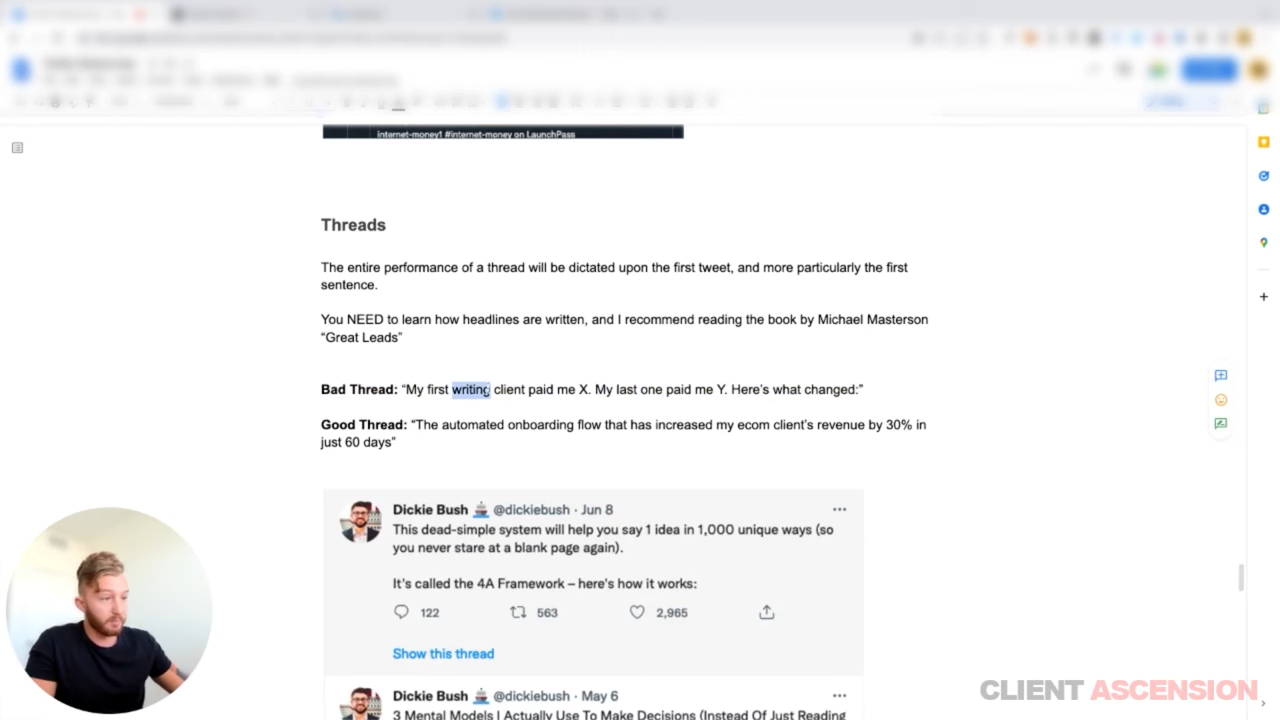 internet-money1 #internet-money on LaunchPass
Threads
The entire performance of a thread will be dictated upon the first tweet, and more particularly the first
sentence.
You NEED to learn how headlines are written, and I recommend reading the book by Michael Masterson
“Great Leads”
Bad Thread: “My first writing client paid me X. My last one paid me Y. Here’s what changed:”
Good Thread: “The automated onboarding flow that has increased my ecom client’s revenue by 30% in
just 60 days”
Dickie Bush @dickiebush · Jun 8
This dead-simple system will help you say 1 idea in 1,000 unique ways (so
you never stare at a blank page again).
It's called the 4A Framework – here's how it works:
122 563 2,965
Show this thread
Dickie Bush @dickiebush · May 6
3 Mental Models I Actually Use To Make Decisions (Instead Of Just Reading
CLIENT ASCENSION